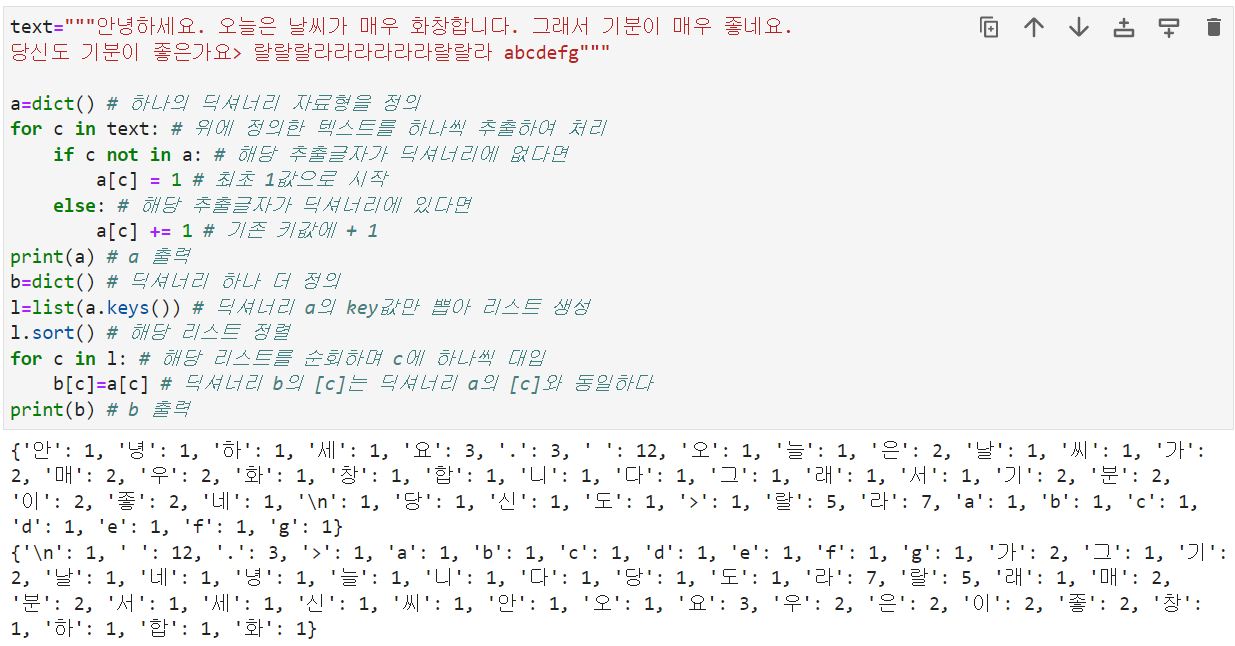 text="""안녕하세요. 오늘은 날씨가 매우 화창합니다. 그래서 기분이 매우 좋네요.
당신도 기분이 좋은가요> 랄랄랄라라라라라라랄랄라 abcdefg"""
a=dict() # 하나의 딕셔너리 자료형을 정의
for c in text: # 위에 정의한 텍스트를 하나씩 추출하여 처리
    if c not in a: # 해당 추출글자가 딕셔너리에 없다면
        a[c] = 1 # 최초 1값으로 시작
    else: # 해당 추출글자가 딕셔너리에 있다면
        a[c] += 1 # 기존 키값에 + 1
print(a) # a 출력
b=dict() # 딕셔너리 하나 더 정의
l=list(a.keys()) # 딕셔너리 a의 key값만 뽑아 리스트 생성
l.sort() # 해당 리스트 정렬
for c in l: # 해당 리스트를 순회하며 c에 하나씩 대입
    b[c]=a[c] # 딕셔너리 b의 [c]는 딕셔너리 a의 [c]와 동일하다
print(b) # b 출력
{'안': 1, '녕': 1, '하': 1, '세': 1, '요': 3, '.': 3, ' ': 12, '오': 1, '늘': 1, '은': 2, '날': 1, '씨': 1, '가':
2, '매': 2, '우': 2, '화': 1, '창': 1, '합': 1, '니': 1, '다': 1, '그': 1, '래': 1, '서': 1, '기': 2, '분': 2,
'이': 2, '좋': 2, '네': 1, '\n': 1, '당': 1, '신': 1, '도': 1, '>': 1, '랄': 5, '라': 7, 'a': 1, 'b': 1, 'c': 1,
'd': 1, 'e': 1, 'f': 1, 'g': 1}
{'\n': 1, ' ': 12, '.': 3, '>': 1, 'a': 1, 'b': 1, 'c': 1, 'd': 1, 'e': 1, 'f': 1, 'g': 1, '가': 2, '그': 1, '기':
2, '날': 1, '네': 1, '녕': 1, '늘': 1, '니': 1, '다': 1, '당': 1, '도': 1, '라': 7, '랄': 5, '래': 1, '매': 2,
'분': 2, '서': 1, '세': 1, '신': 1, '씨': 1, '안': 1, '오': 1, '요': 3, '우': 2, '은': 2, '이': 2, '좋': 2, '창':
1, '하': 1, '합': 1, '화': 1}